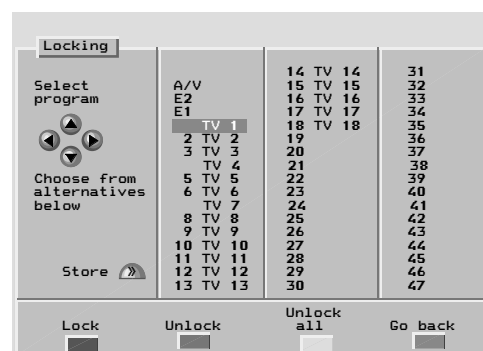 Locking
Select
program
Choose from
alternatives
below
Store
A/V
E2
E1
TV 1
2 TV 2
3 TV 3
TV 4
5 TV 5
6 TV 6
TV 7
8 TV 8
9 TV 9
10 TV 10
11 TV 11
12 TV 12
13 TV 13
14 TV 14
15 TV 15
16 TV 16
17 TV 17
18 TV 18
19
20
21
22
23
24
25
26
27
28
29
30
31
32
33
34
35
36
37
38
39
40
41
42
43
44
45
46
47
Lock
Unlock
Unlock
all
Go back